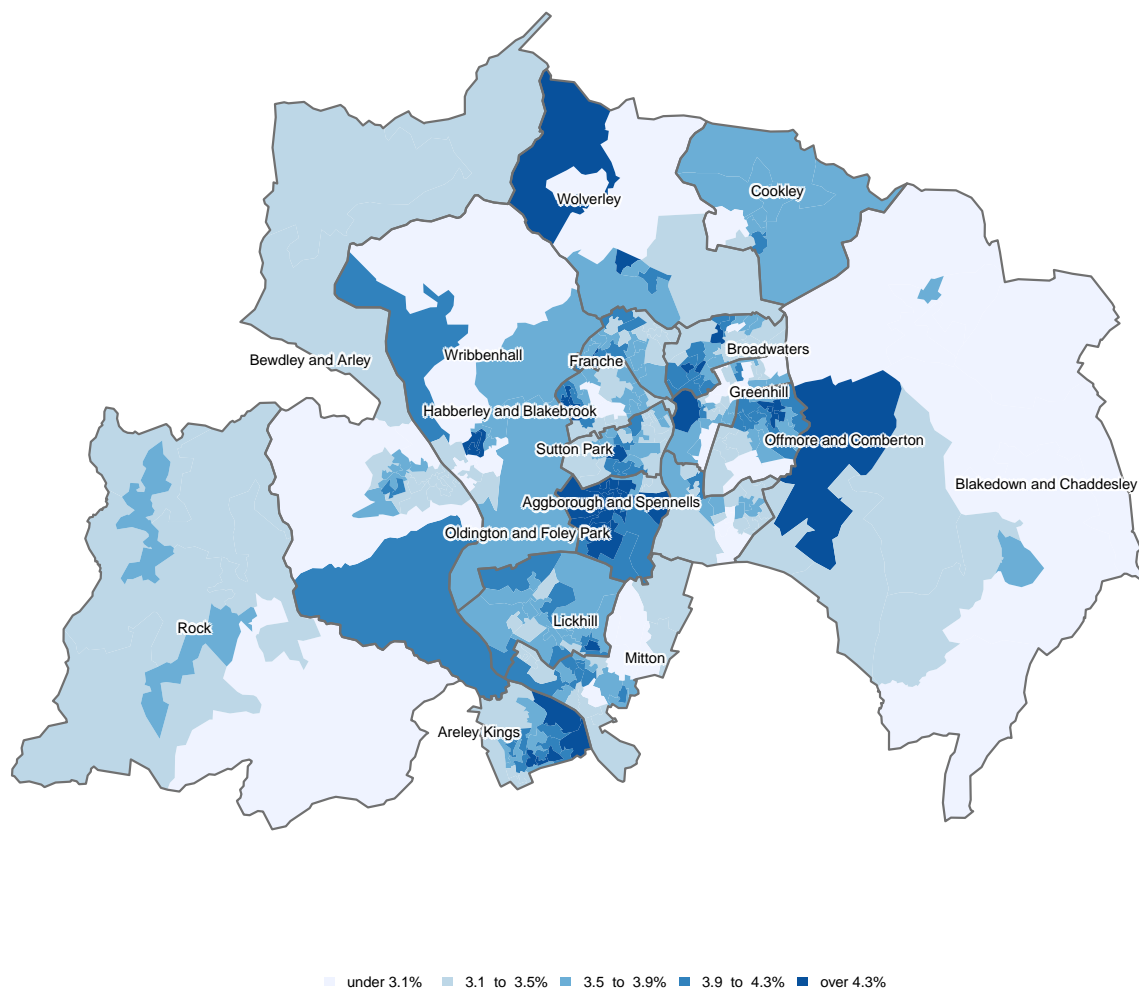 Wolverley
Cookley
Broadwaters
Bewdley and Arley
Wribbenhall
Franche
Greenhill
Habberley and Blakebrook
Offmore and Comberton
Sutton Park
Blakedown and Chaddesley
Aggborough and Spennells
Oldington and Foley Park
Lickhill
Rock
Mitton
Areley Kings
under 3.1% 3.1 to 3.5% 3.5 to 3.9% 3.9 to 4.3% over 4.3%